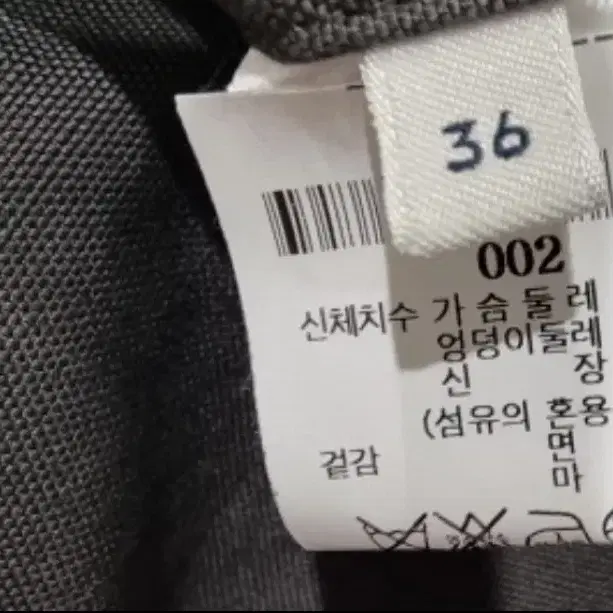 36
002
신체치수 가슴둘레
엉덩이둘레
신 장
(섬유의 혼용
겉감 면
마